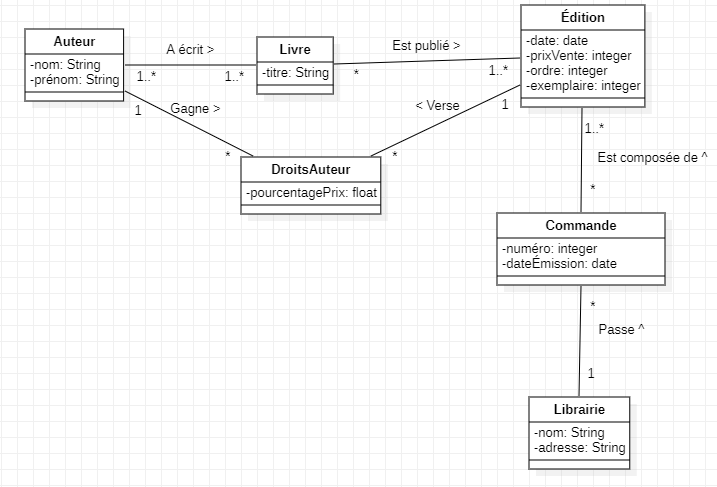 Auteur
-nom: String
-prénom: String
A écrit >
1..*
1..*
Livre
-titre: String
Est publié >
*
1..*
Édition
-date: date
-prixVente: integer
-ordre: integer
-exemplaire: integer
1
Gagne >
*
< Verse
1
*
DroitsAuteur
-pourcentagePrix: float
1..*
Est composée de ^
*
Commande
-numéro: integer
-dateÉmission: date
*
Passe ^
1
Librairie
-nom: String
-adresse: String